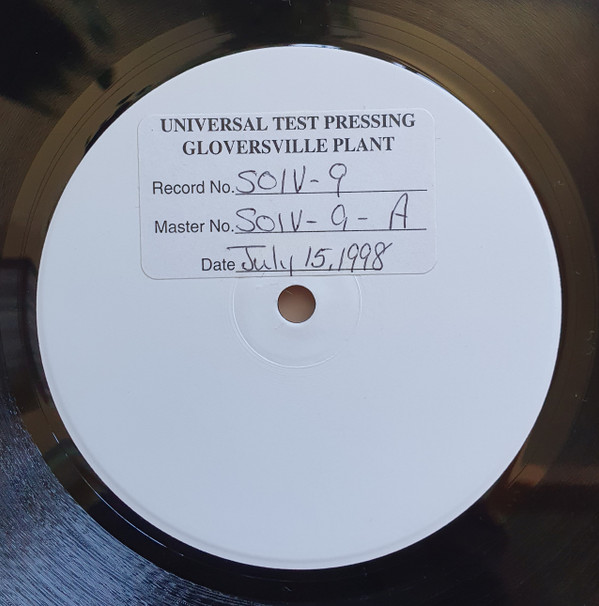 UNIVERSAL TEST PRESSING
GLOVERSVILLE PLANT
Record No. SOIV-9
Master No. SOIV-9-A
Date July 15, 1998